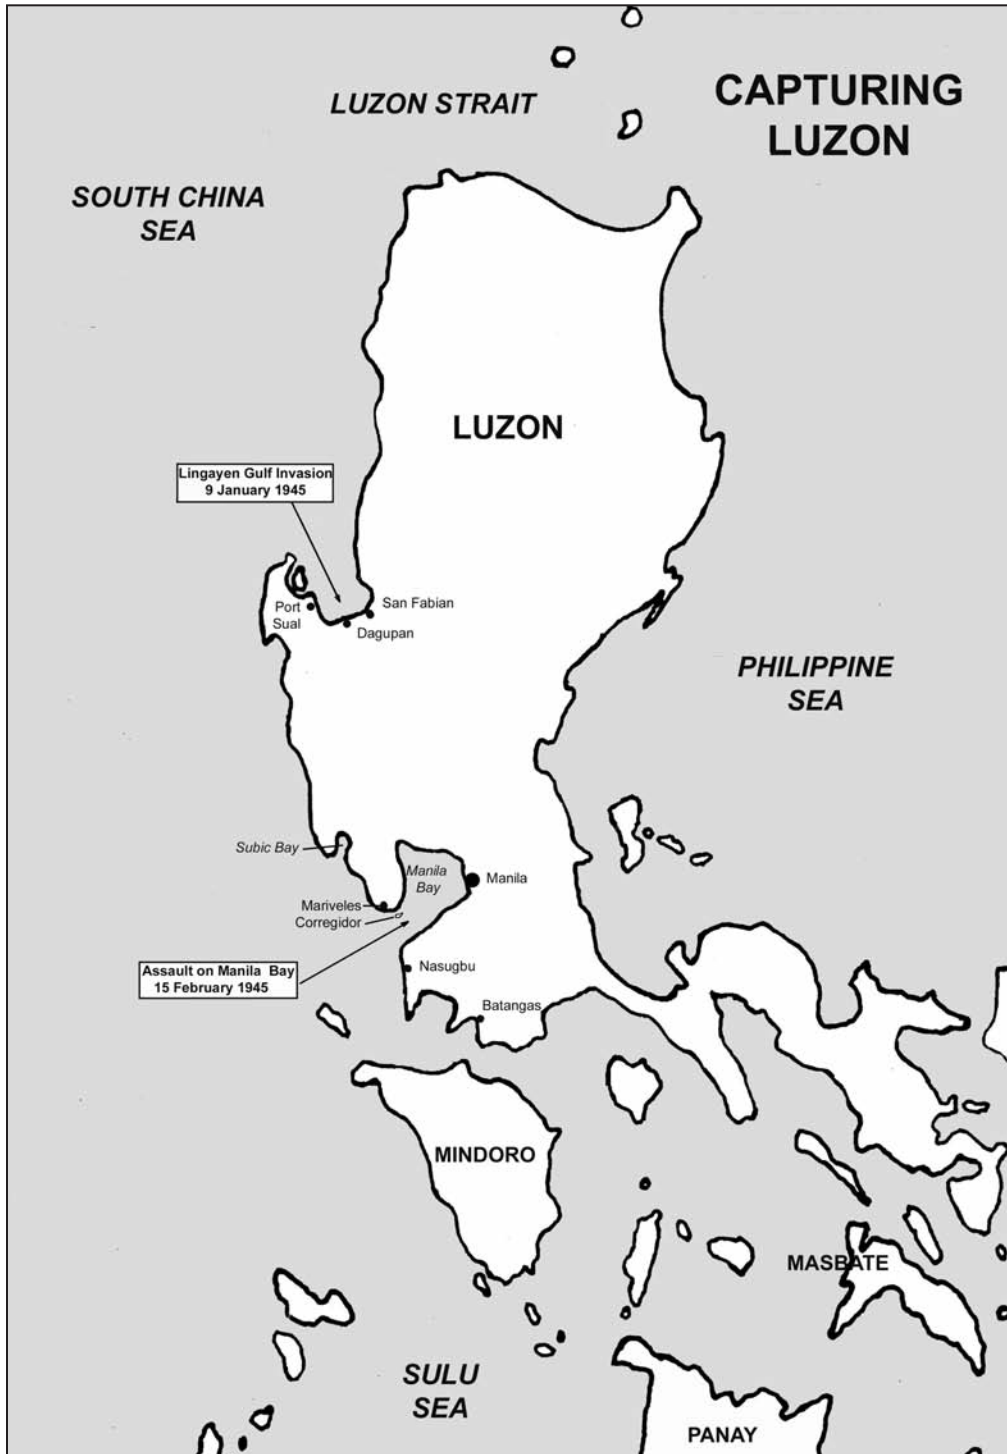 CAPTURING
LUZON
LUZON STRAIT
SOUTH CHINA
SEA
LUZON
Lingayen Gulf Invasion
9 January 1945
Port
Sual
San Fabian
Dagupan
PHILIPPINE
SEA
Subic Bay
Manila
Bay
Manila
Mariveles
Corregidor
Assault on Manila Bay
15 February 1945
Nasugbu
Batangas
MINDORO
MASBATE
SULU
SEA
PANAY